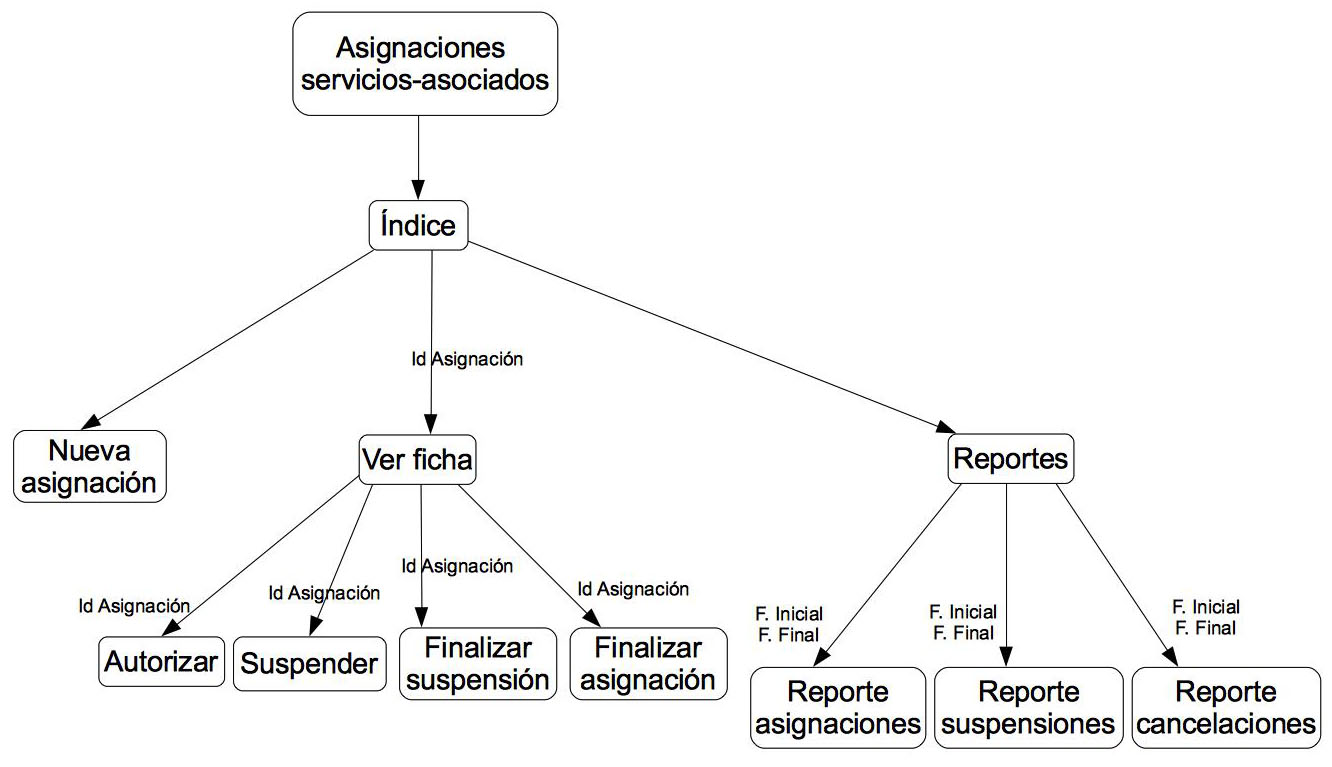 Asignaciones
servicios-asociados
Índice
Id Asignación
Nueva
asignación
Ver ficha
Reportes
Id Asignación
Id Asignación
Id Asignación
Id Asignación
F. Inicial
F. Final
F. Inicial
F. Final
F. Inicial
F. Final
Autorizar
Suspender
Finalizar
suspensión
Finalizar
asignación
Reporte
asignaciones
Reporte
suspensiones
Reporte
cancelaciones